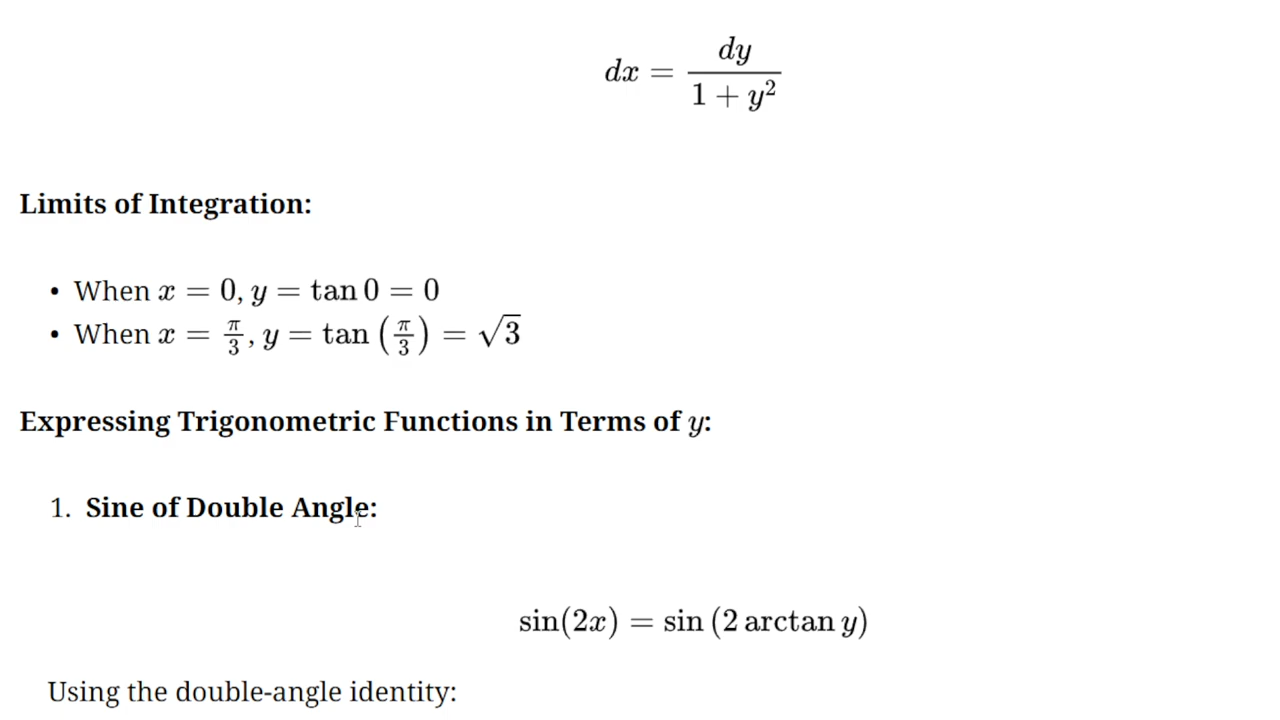 dx = dy / (1 + y²)
Limits of Integration:
• When x = 0, y = tan 0 = 0
• When x = π/3, y = tan (π/3) = √3
Expressing Trigonometric Functions in Terms of y:
1. Sine of Double Angle:
sin(2x) = sin (2 arctan y)
Using the double-angle identity: